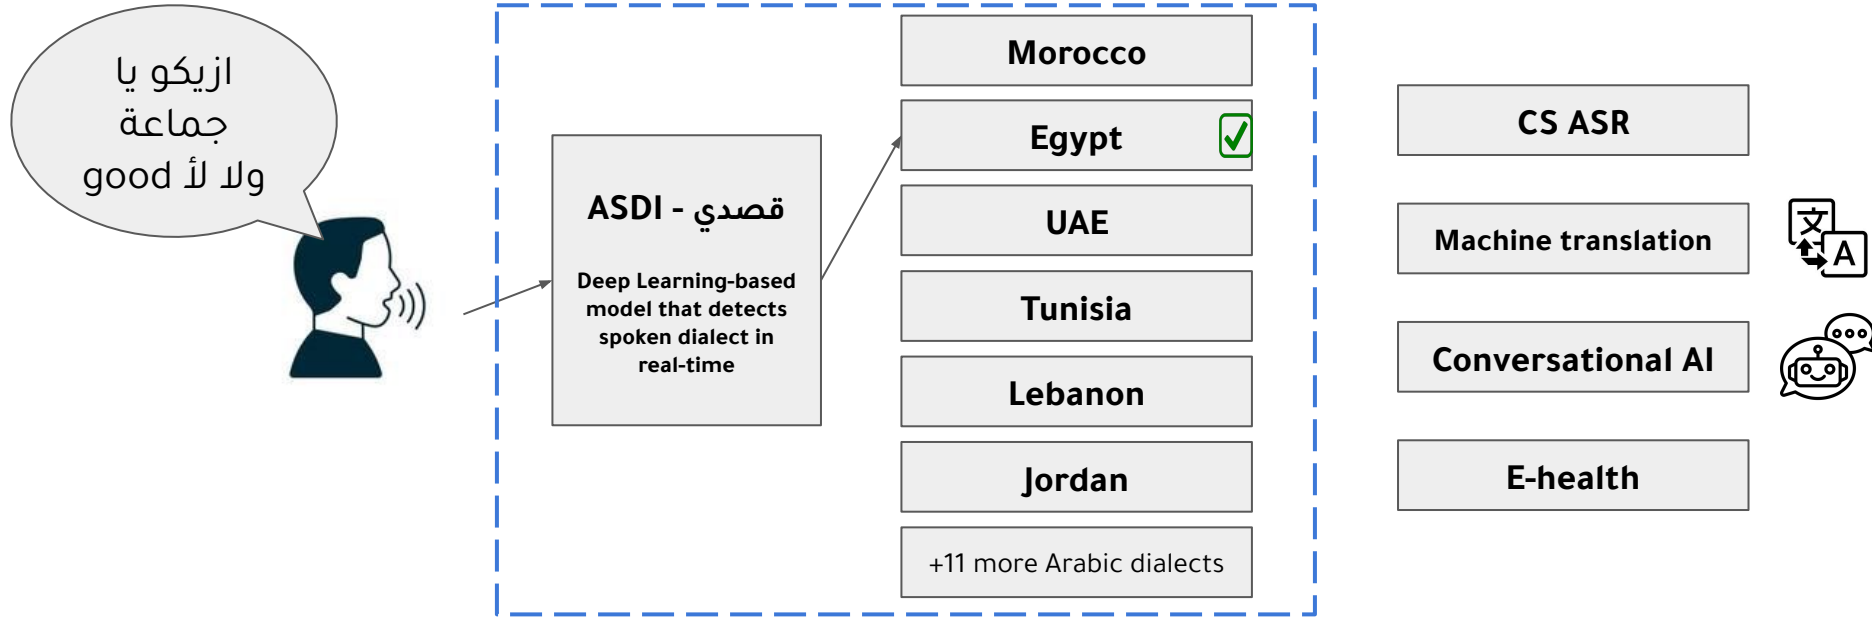 ازيكو يا
جماعة
good ولا لأ
ASDI - قصدي
Deep Learning-based
model that detects
spoken dialect in
real-time
Morocco
Egypt
UAE
Tunisia
Lebanon
Jordan
+11 more Arabic dialects
CS ASR
Machine translation
文
A
Conversational AI
E-health